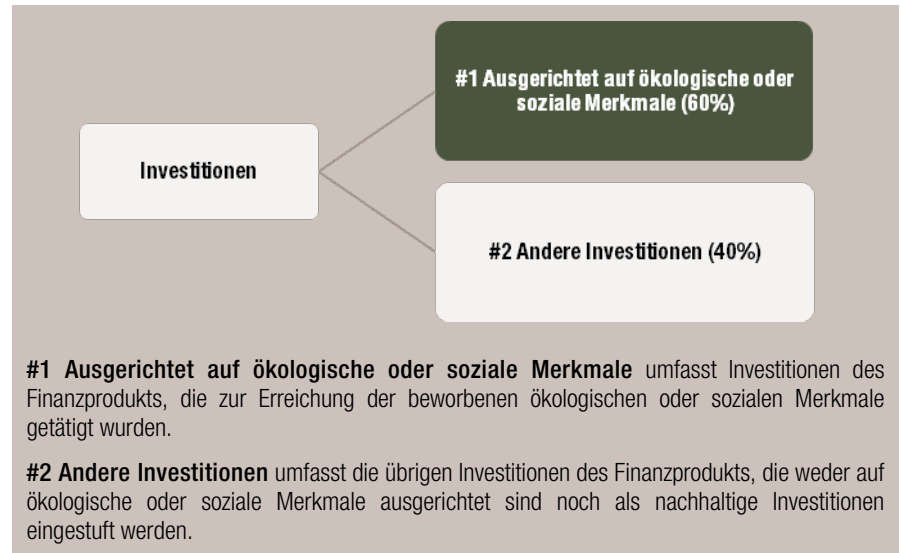 #1 Ausgerichtet auf ökologische oder
soziale Merkmale (60%)
Investitionen
#2 Andere Investitionen (40%)
#1 Ausgerichtet auf ökologische oder soziale Merkmale umfasst Investitionen des
Finanzprodukts, die zur Erreichung der beworbenen ökologischen oder sozialen Merkmale
getätigt wurden.
#2 Andere Investitionen umfasst die übrigen Investitionen des Finanzprodukts, die weder auf
ökologische oder soziale Merkmale ausgerichtet sind noch als nachhaltige Investitionen
eingestuft werden.